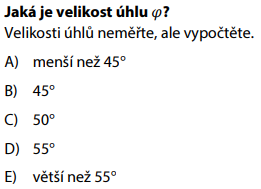 Jaká je velikost úhlu φ?
Velikosti úhlů neměřte, ale vypočtěte.
A) menší než 45°
B) 45°
C) 50°
D) 55°
E) větší než 55°